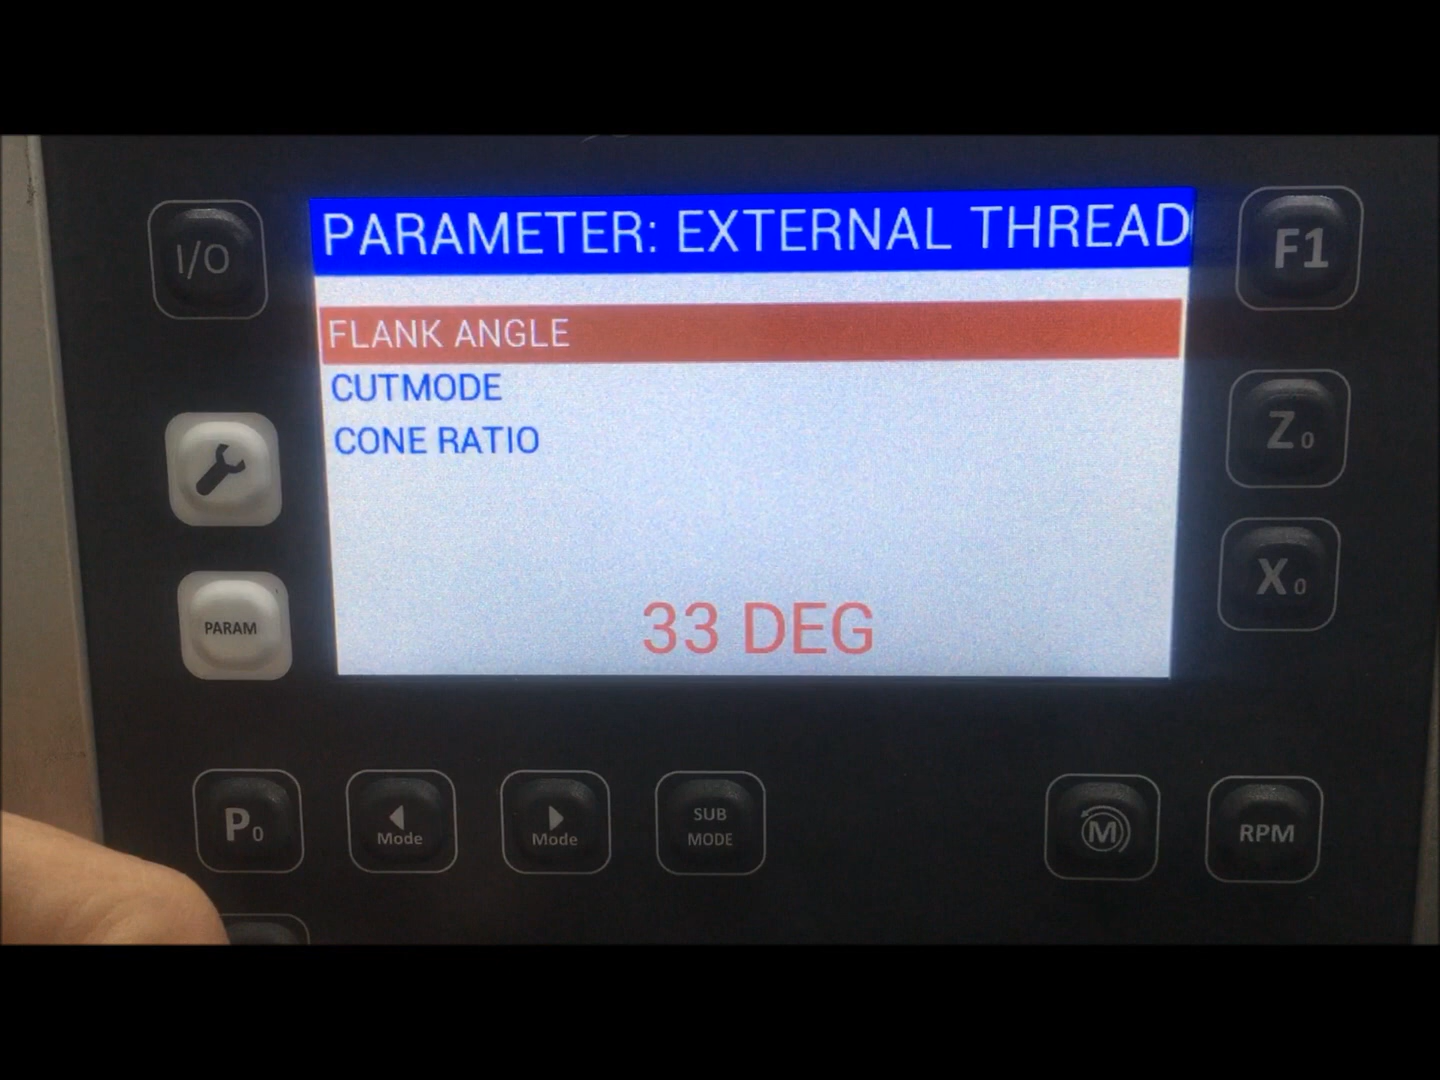 I/O
PARAMETER: EXTERNAL THREAD
F1
FLANK ANGLE
CUTMODE
CONE RATIO
Z0
X0
PARAM
33 DEG
P0
Mode
Mode
SUB
MODE
M
RPM